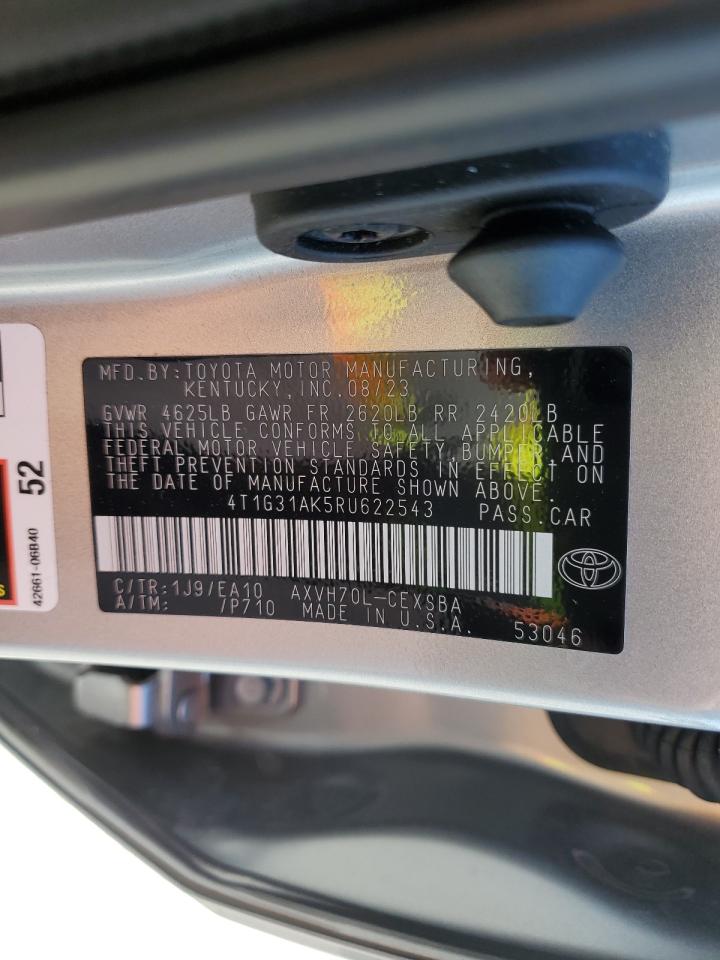 MFD.BY:TOYOTA MOTOR MANUFACTURING,
KENTUCKY,INC.08/23
GVWR 4625LB GAWR FR 2620LB RR 2420LB
THIS VEHICLE CONFORMS TO ALL APPLICABLE
FEDERAL MOTOR VEHICLE SAFETY,BUMPER,AND
THEFT PREVENTION STANDARDS IN EFFECT ON
THE DATE OF MANUFACTURE SHOWN ABOVE.
4T1G31AK5RU622543 PASS.CAR
C/TR:1J9/EA10 AXVH70L-CEXSBA
A/TM: /P710 MADE IN U.S.A. 53046
52
42661-06840